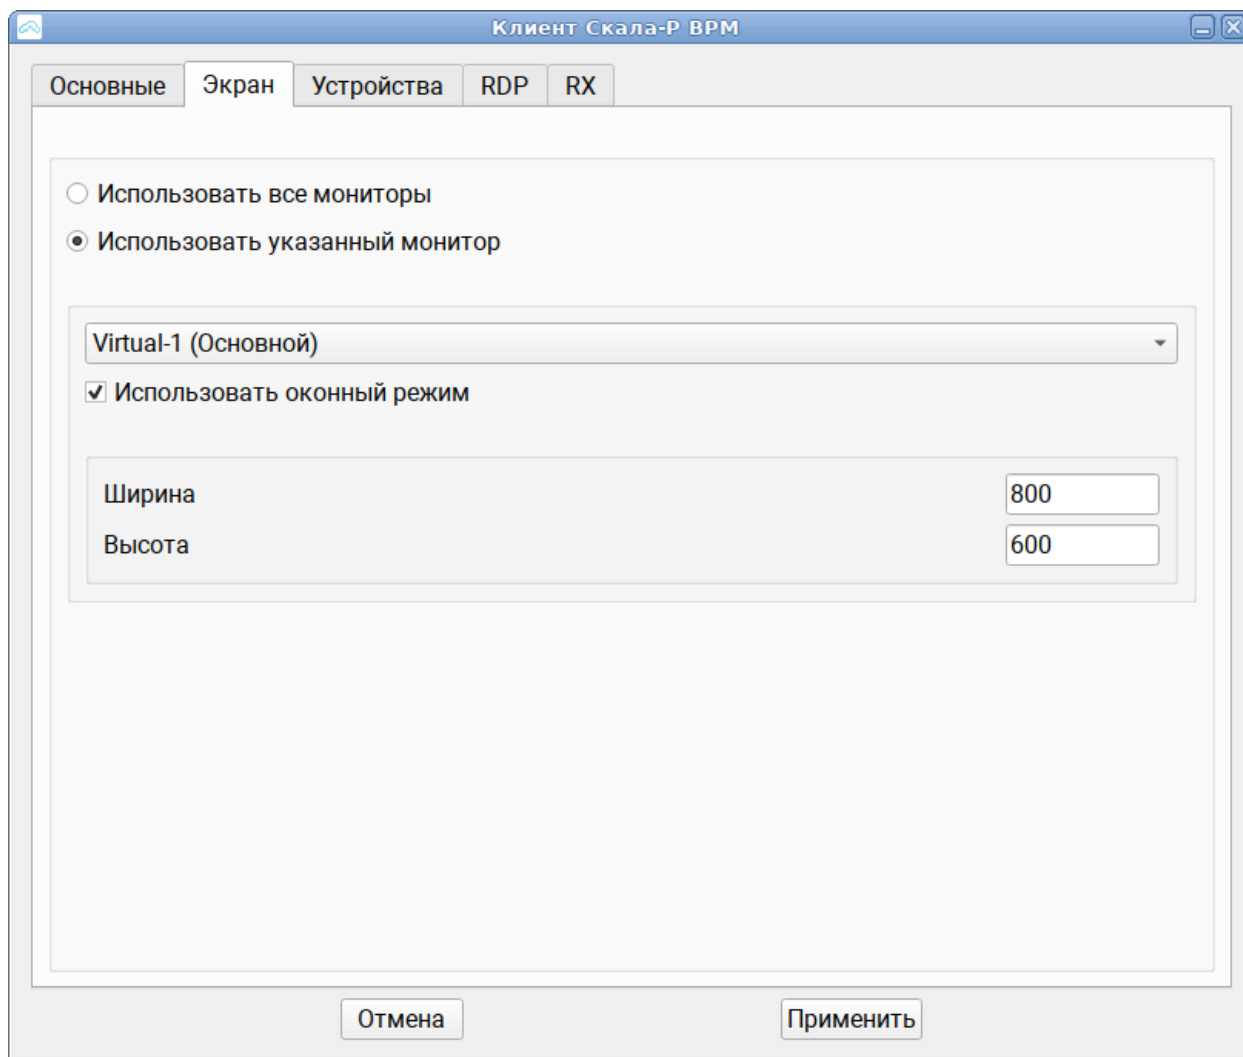 Клиент Скала-Р ВРМ
Основные Экран Устройства RDP RX
Использовать все мониторы
Использовать указанный монитор
Virtual-1 (Основной)
Использовать оконный режим
Ширина 800
Высота 600
Отмена Применить